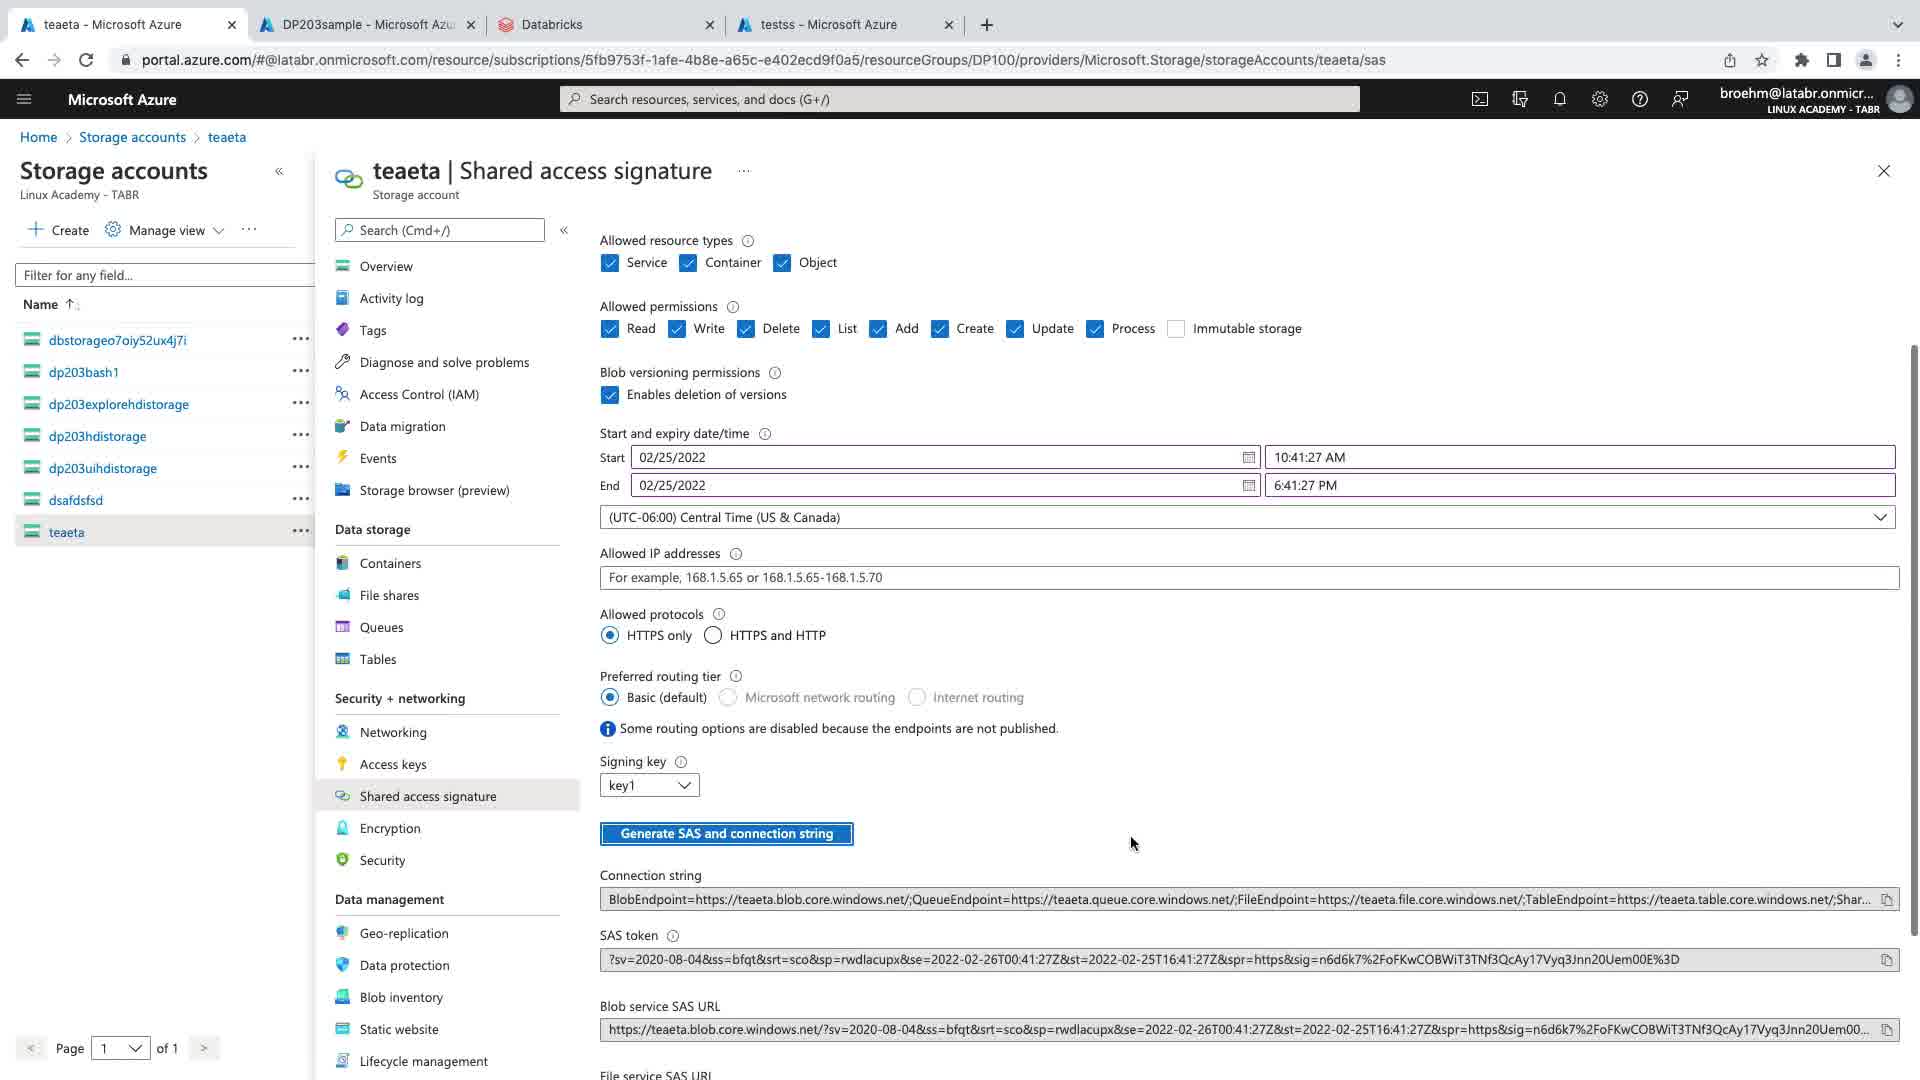 teaeta - Microsoft Azure
DP203sample - Microsoft Azu
Databricks
testss - Microsoft Azure
portal.azure.com/#@latabr.onmicrosoft.com/resource/subscriptions/5fb9753f-1afe-4b8e-a65c-e402ecd9f0a5/resourceGroups/DP100/providers/Microsoft.Storage/storageAccounts/teaeta/sas
Microsoft Azure
Search resources, services, and docs (G+/)
broehm@latabr.onmicr...
LINUX ACADEMY - TABR
Home > Storage accounts > teaeta
Storage accounts
Linux Academy - TABR
Create
Manage view
Filter for any field...
Name
dbstorageo7oiy52ux4j7i
dp203bash1
dp203explorehdistorage
dp203hdistorage
dp203uihdistorage
dsafdsfsd
teaeta
< Page 1 of 1 >
teaeta | Shared access signature
Storage account
Search (Cmd+/)
Overview
Activity log
Tags
Diagnose and solve problems
Access Control (IAM)
Data migration
Events
Storage browser (preview)
Data storage
Containers
File shares
Queues
Tables
Security + networking
Networking
Access keys
Shared access signature
Encryption
Security
Data management
Geo-replication
Data protection
Blob inventory
Static website
Lifecycle management
Allowed resource types
Service Container Object
Allowed permissions
Read Write Delete List Add Create Update Process Immutable storage
Blob versioning permissions
Enables deletion of versions
Start and expiry date/time
Start 02/25/2022 10:41:27 AM
End 02/25/2022 6:41:27 PM
(UTC-06:00) Central Time (US & Canada)
Allowed IP addresses
For example, 168.1.5.65 or 168.1.5.65-168.1.5.70
Allowed protocols
HTTPS only HTTPS and HTTP
Preferred routing tier
Basic (default) Microsoft network routing Internet routing
Some routing options are disabled because the endpoints are not published.
Signing key
key1
Generate SAS and connection string
Connection string
BlobEndpoint=https://teaeta.blob.core.windows.net/;QueueEndpoint=https://teaeta.queue.core.windows.net/;FileEndpoint=https://teaeta.file.core.windows.net/;TableEndpoint=https://teaeta.table.core.windows.net/;Shar...
SAS token
?sv=2020-08-04&ss=bfqt&srt=sco&sp=rwdlacupx&se=2022-02-26T00:41:27Z&st=2022-02-25T16:41:27Z&spr=https&sig=n6d6k7%2FoFKwCOBWiT3TNf3QcAy17Vyq3Jnn20Uem00E%3D
Blob service SAS URL
https://teaeta.blob.core.windows.net/?sv=2020-08-04&ss=bfqt&srt=sco&sp=rwdlacupx&se=2022-02-26T00:41:27Z&st=2022-02-25T16:41:27Z&spr=https&sig=n6d6k7%2FoFKwCOBWiT3TNf3QcAy17Vyq3Jnn20Uem00...
File service SAS URL